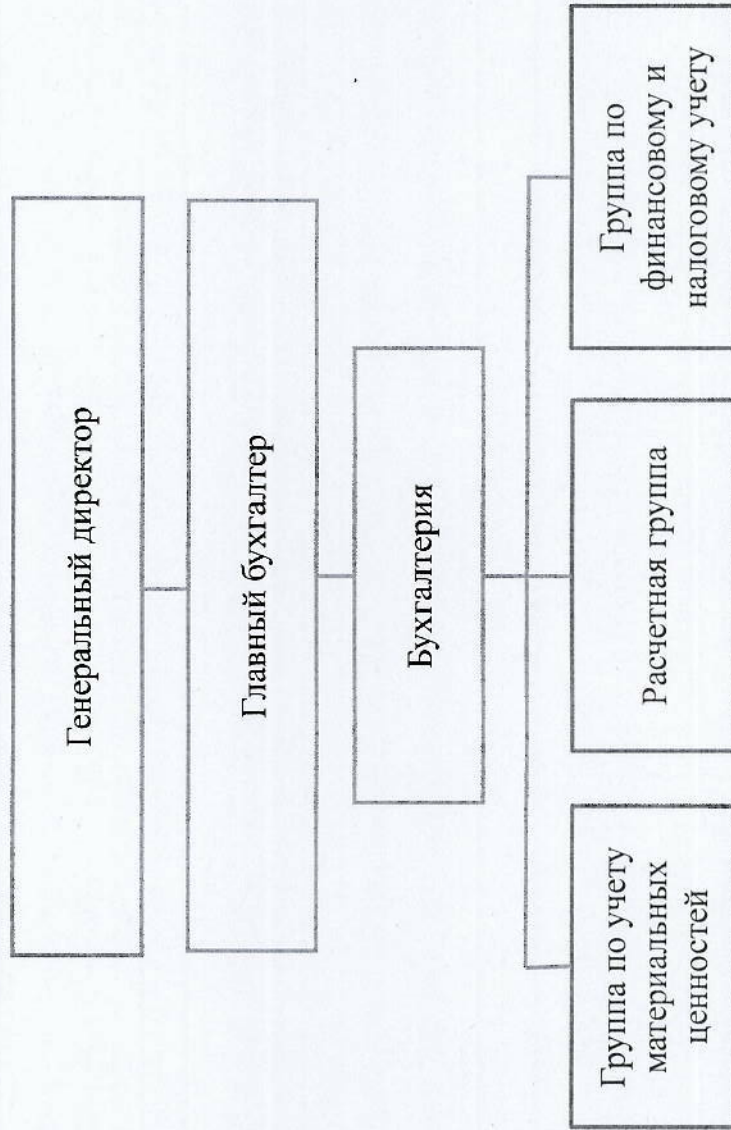 Генеральный директор
Главный бухгалтер
Бухгалтерия
Группа по учету
материальных
ценностей
Расчетная группа
Группа по
финансовому и
налоговому учету